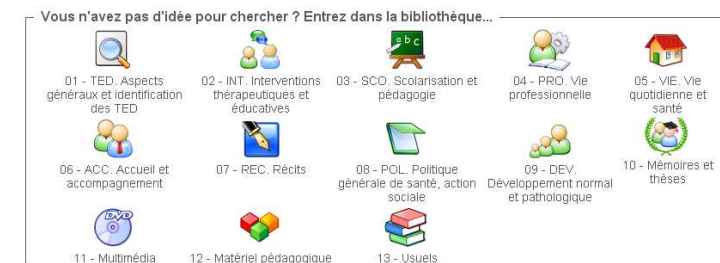 Vous n'avez pas d'idée pour chercher ? Entrez dans la bibliothèque...
abc
01 - TED. Aspects
généraux et identification
des TED
02 - INT. Interventions
thérapeutiques et
éducatives
03 - SCO. Scolarisation et
pédagogie
04 - PRO. Vie
professionnelle
05 - VIE. Vie
quotidienne et
santé
06 - ACC. Accueil et
accompagnement
07 - REC. Récits
08 - POL. Politique
générale de santé, action
sociale
09 - DEV.
Développement normal
et pathologique
10 - Mémoires et
thèses
DVD
11 - Multimédia
12 - Matériel pédagogique
13 - Usuels